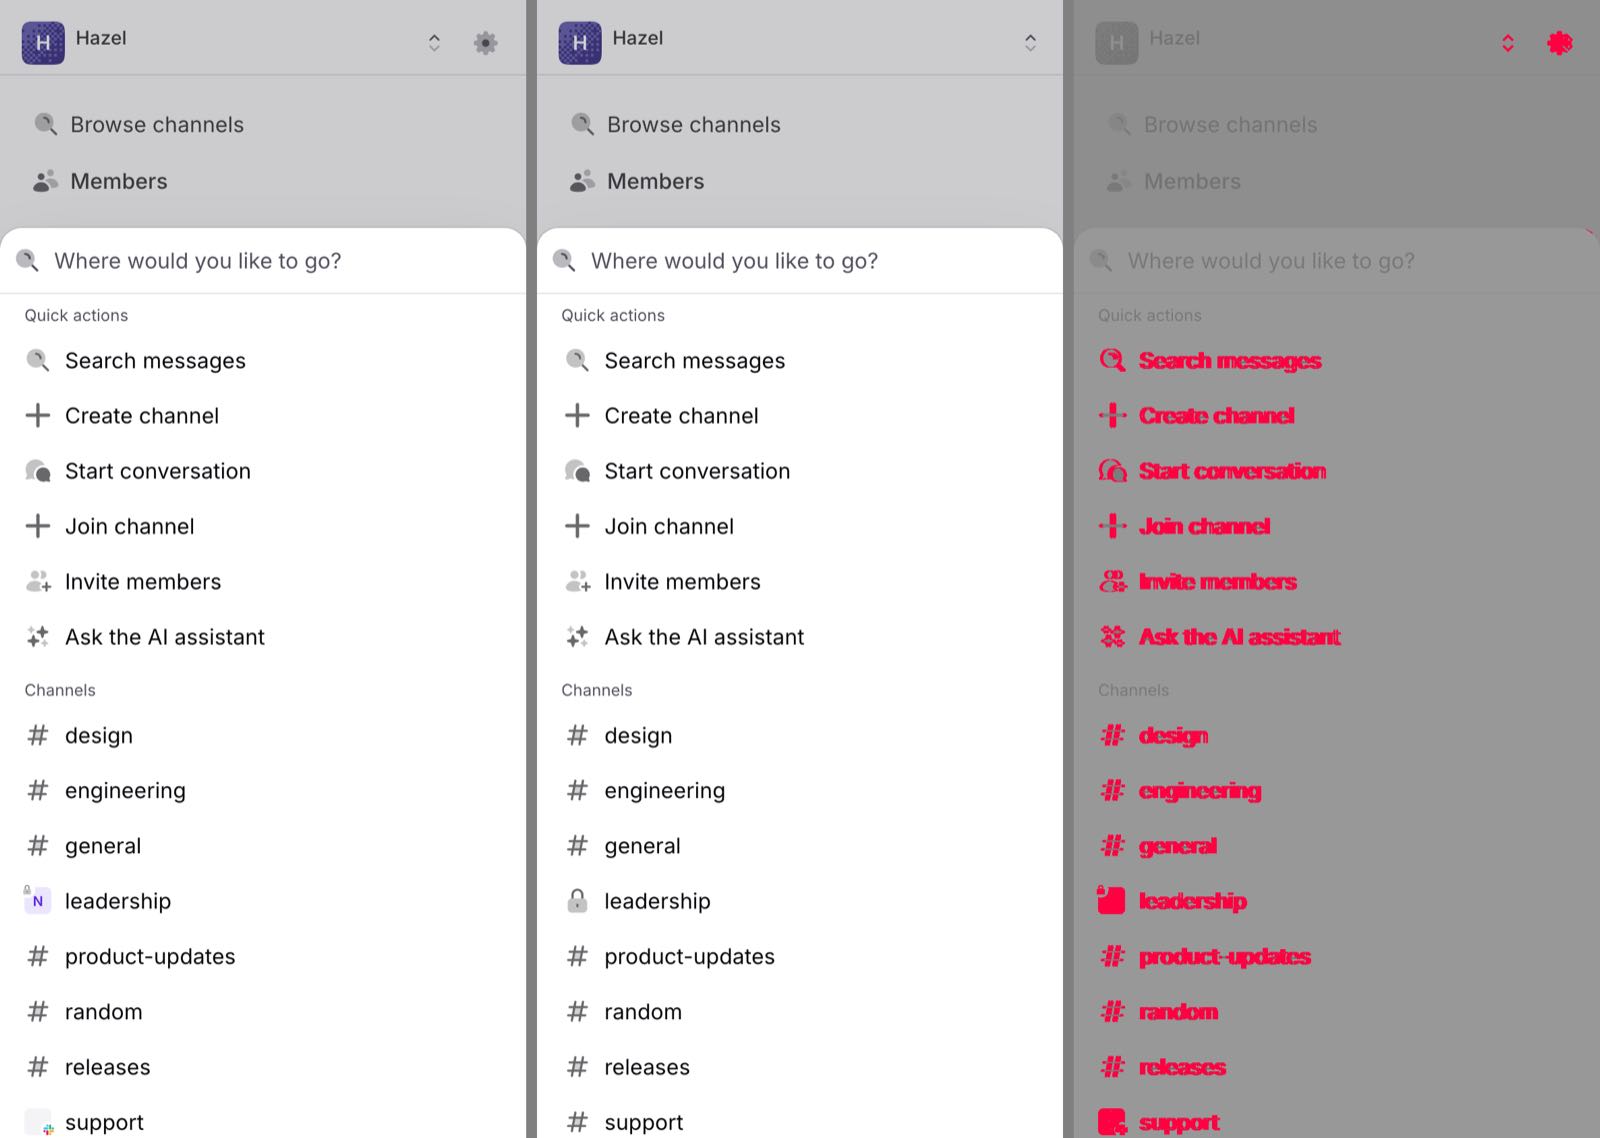 H Hazel
Browse channels
Members
Where would you like to go?
Quick actions
Search messages
Create channel
Start conversation
Join channel
Invite members
Ask the AI assistant
Channels
# design
# engineering
# general
N leadership
# product-updates
# random
# releases
support
H Hazel
Browse channels
Members
Where would you like to go?
Quick actions
Search messages
Create channel
Start conversation
Join channel
Invite members
Ask the AI assistant
Channels
# design
# engineering
# general
leadership
# product-updates
# random
# releases
# support
H Hazel
Browse channels
Members
Where would you like to go?
Quick actions
Search messages
Create channel
Start conversation
Join channel
Invite members
Ask the AI assistant
Channels
# design
# engineering
# general
leadership
# product-updates
# random
# releases
support